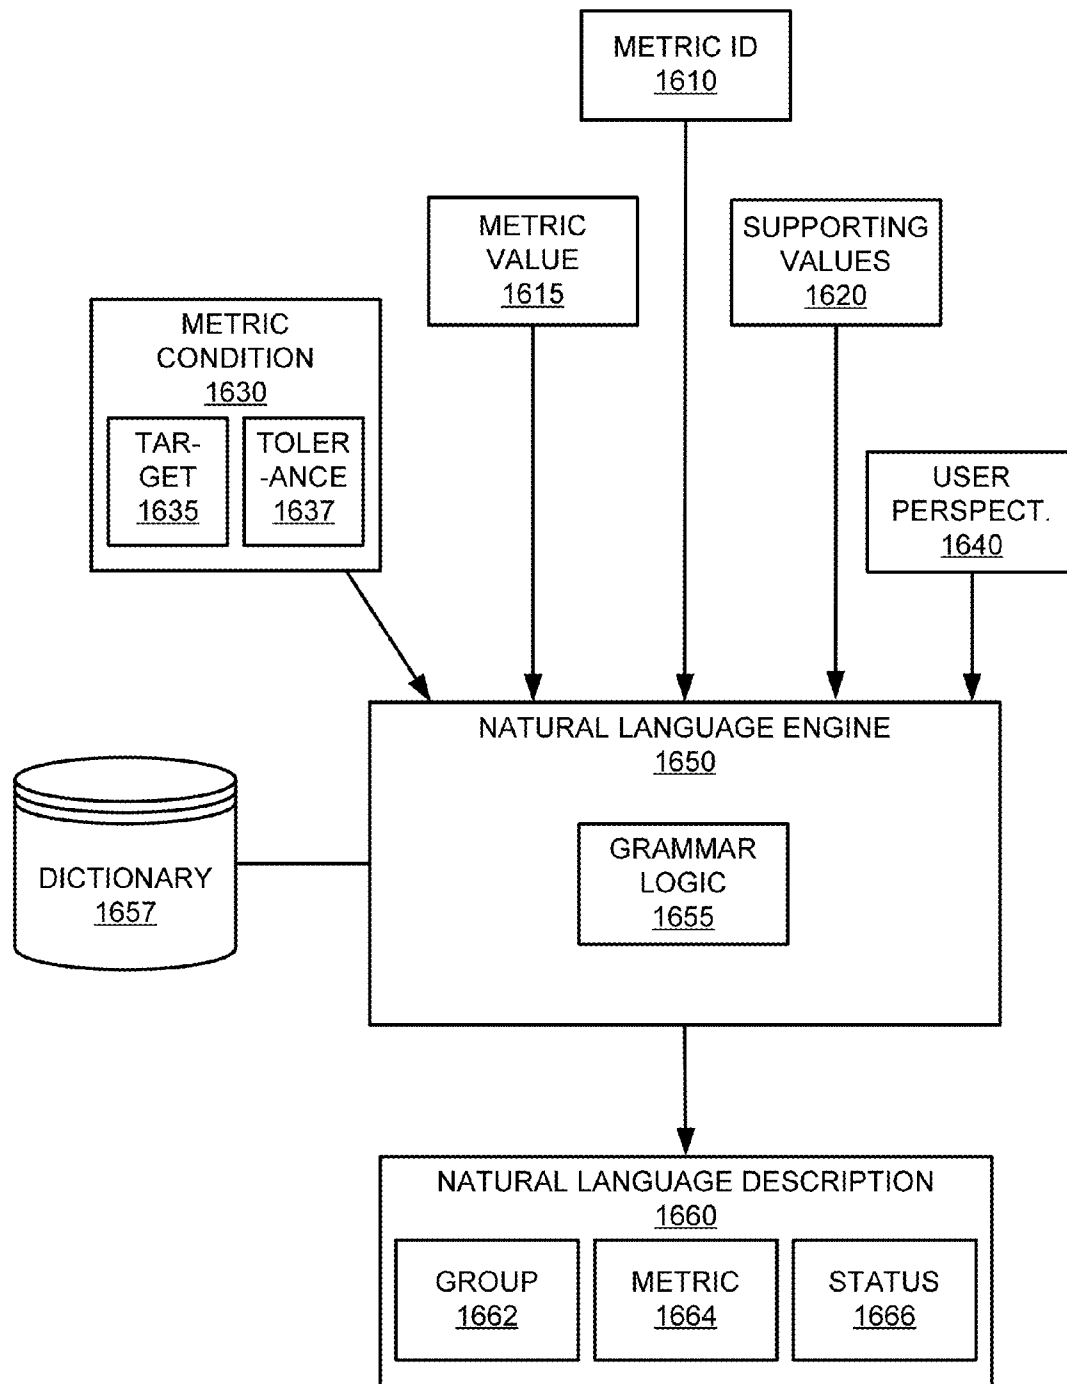 METRIC ID
1610
METRIC
VALUE
1615
SUPPORTING
VALUES
1620
METRIC
CONDITION
1630
TAR-
GET
1635
TOLER
-ANCE
1637
USER
PERSPECT.
1640
NATURAL LANGUAGE ENGINE
1650
GRAMMAR
LOGIC
1655
DICTIONARY
1657
NATURAL LANGUAGE DESCRIPTION
1660
GROUP
1662
METRIC
1664
STATUS
1666